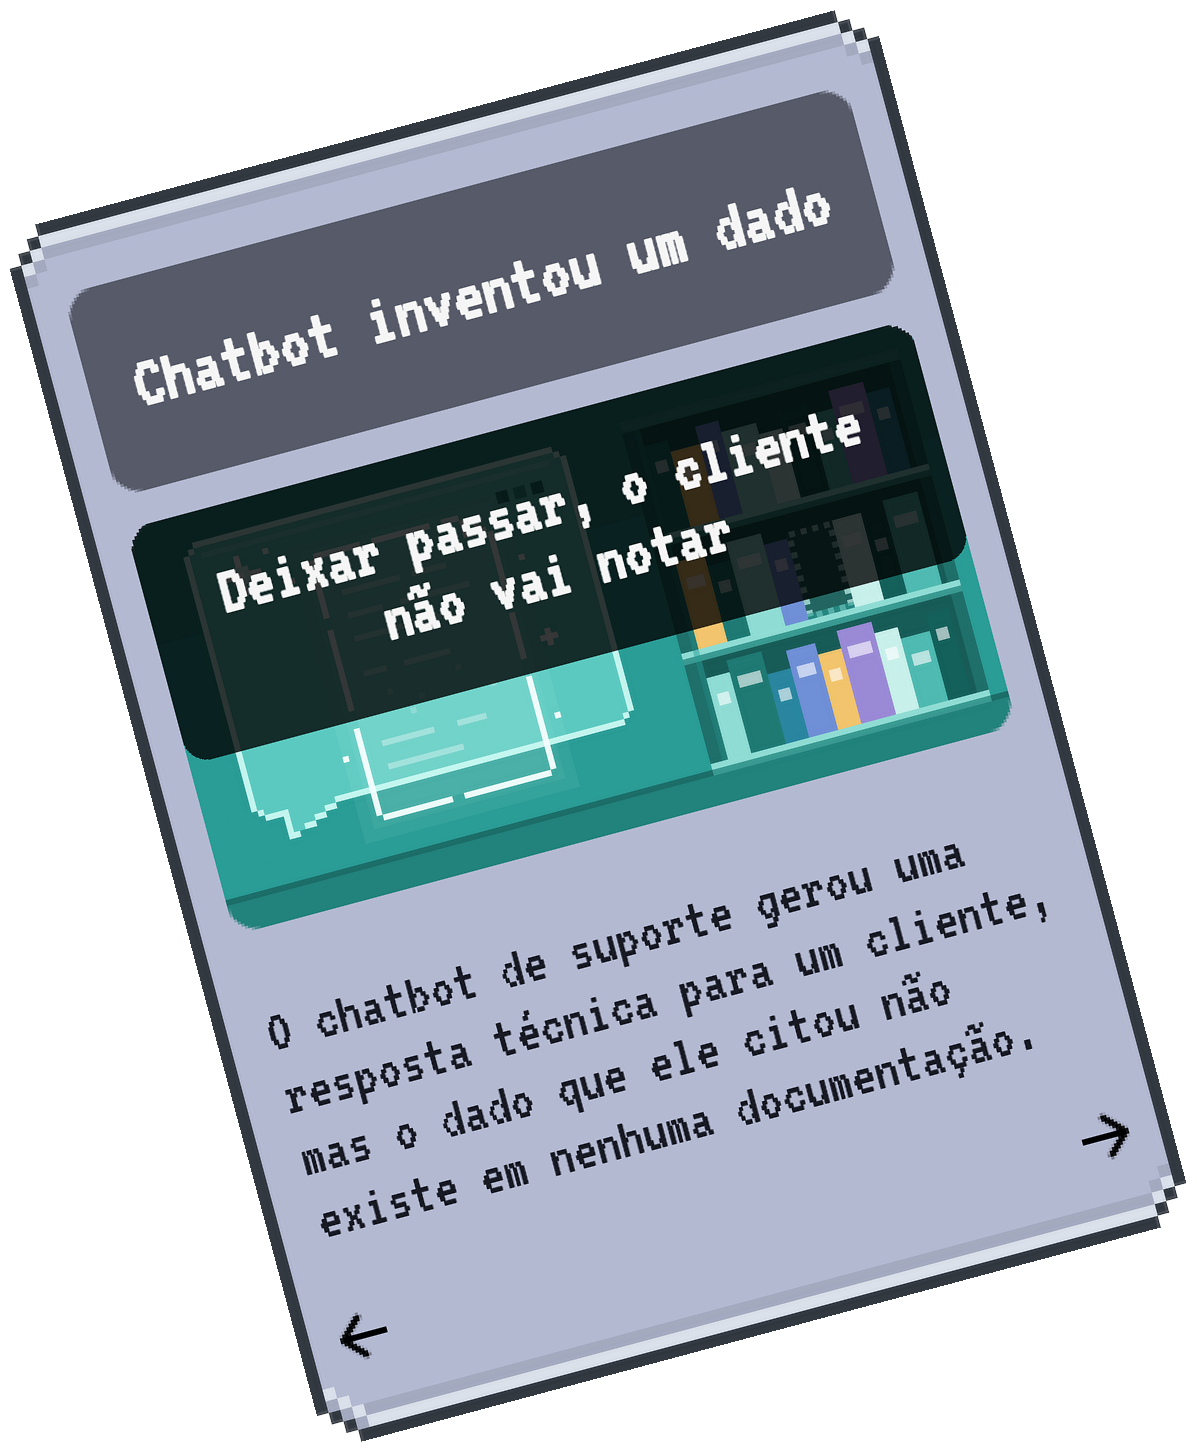 Chatbot inventou um dado
Deixar passar, o cliente
não vai notar
O chatbot de suporte gerou uma
resposta técnica para um cliente,
mas o dado que ele citou não
existe em nenhuma documentação.